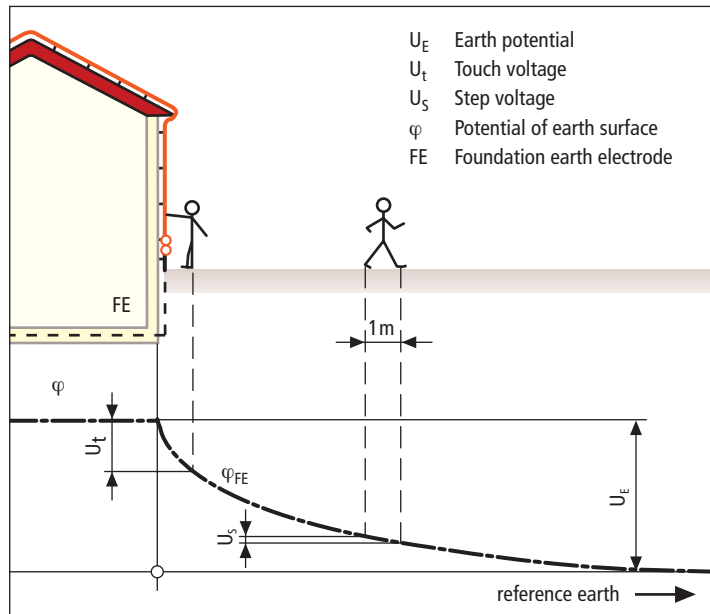 U_E Earth potential
U_t Touch voltage
U_S Step voltage
φ Potential of earth surface
FE Foundation earth electrode
FE
1 m
φ
U_t
φ_FE
U_s
U_E
reference earth